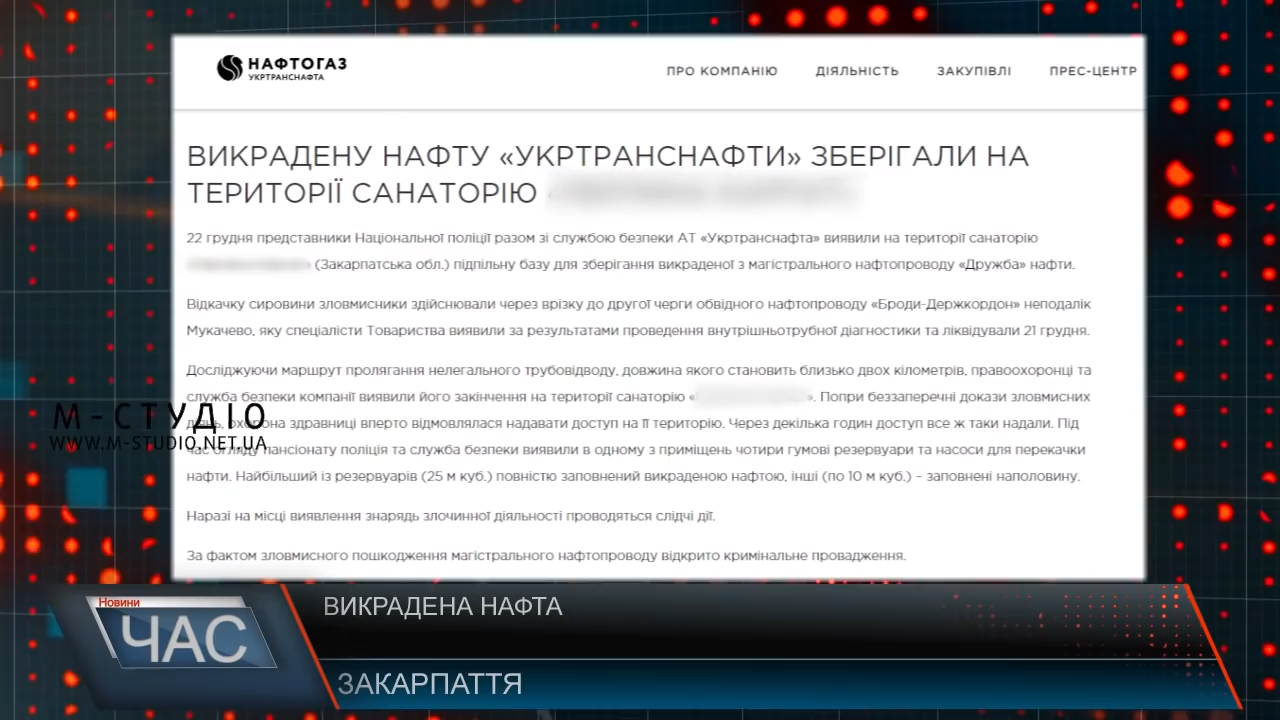 НАФТОГАЗ
УКРТРАНСНАФТА
ПРО КОМПАНІЮ ДІЯЛЬНІСТЬ ЗАКУПІВЛІ ПРЕС-ЦЕНТР
ВИКРАДЕНУ НАФТУ «УКРТРАНСНАФТИ» ЗБЕРІГАЛИ НА
ТЕРИТОРІЇ САНАТОРІЮ
22 грудня представники Національної поліції разом зі службою безпеки АТ «Укртранснафта» виявили на території санаторію
(Закарпатська обл.) підпільну базу для зберігання викраденої з магістрального нафтопроводу «Дружба» нафти.
Відкачку сировини зловмисники здійснювали через врізку до другої черги обвідного нафтопроводу «Броди-Держкордон» неподалік
Мукачево, яку спеціалісти Товариства виявили за результатами проведення внутрішньотрубної діагностики та ліквідували 21 грудня.
Досліджуючи маршрут пролягання нелегального трубовідводу, довжина якого становить близько двох кілометрів, правоохоронці та
служба безпеки компанії виявили його закінчення на території санаторію « ». Попри беззаперечні докази зловмисних
дій, охорона здравниці вперто відмовлялася надавати доступ на її територію. Через декілька годин доступ все ж таки надали. Під
час огляду пансіонату поліція та служба безпеки виявили в одному з приміщень чотири гумові резервуари та насоси для перекачки
нафти. Найбільший із резервуарів (25 м куб.) повністю заповнений викраденою нафтою, інші (по 10 м куб.) – заповнені наполовину.
Наразі на місці виявлення знарядь злочинної діяльності проводяться слідчі дії.
За фактом зловмисного пошкодження магістрального нафтопроводу відкрито кримінальне провадження.
М-СТУДІО
WWW.M-STUDIO.NET.UA
Новини
ЧАС
ВИКРАДЕНА НАФТА
ЗАКАРПАТТЯ